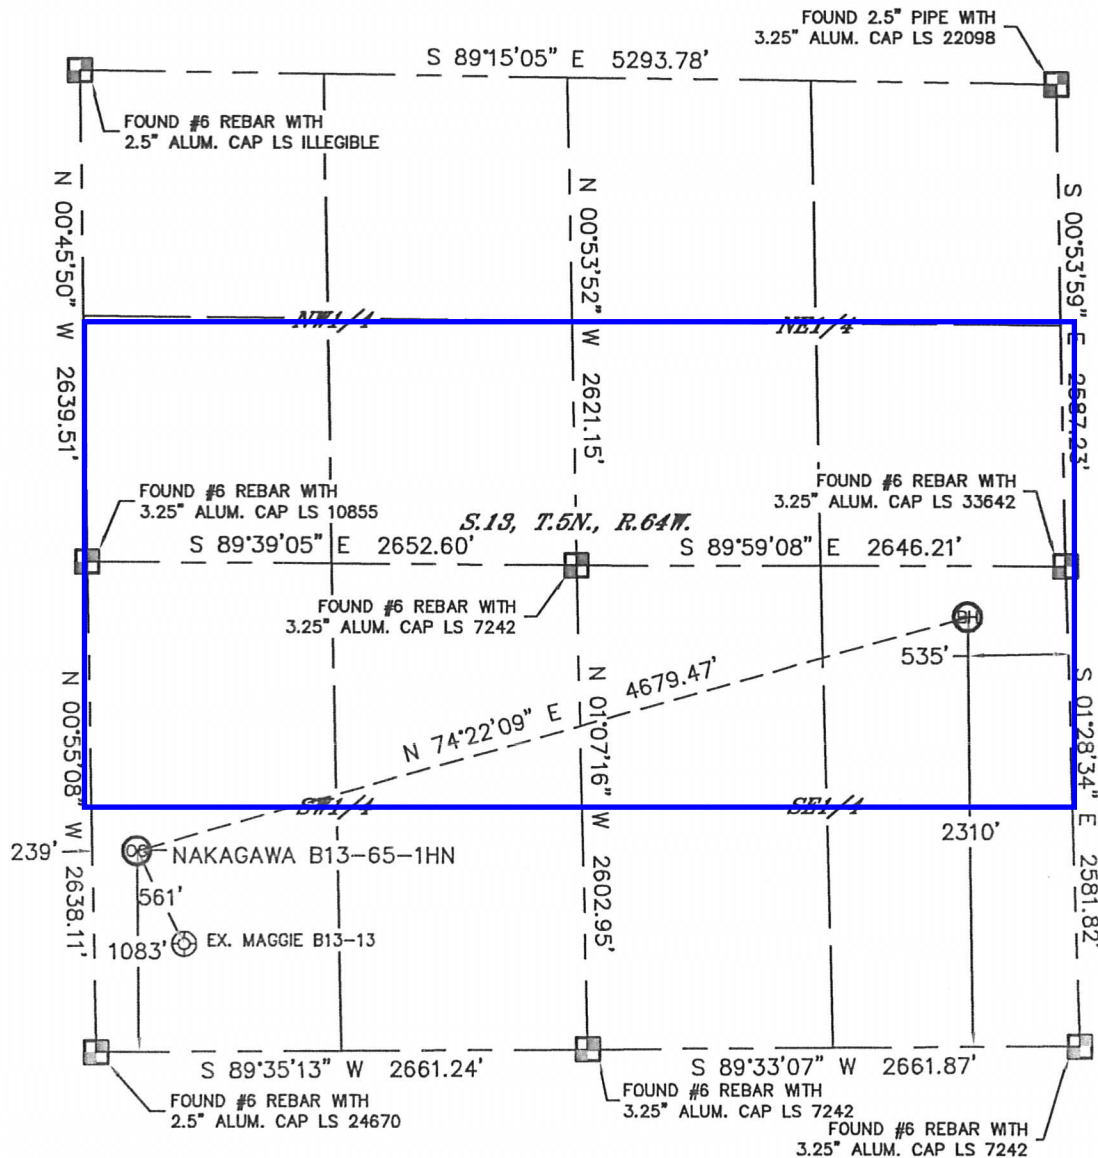 FOUND 2.5" PIPE WITH
3.25" ALUM. CAP LS 22098
S 89°15'05" E 5293.78'
FOUND #6 REBAR WITH
2.5" ALUM. CAP LS ILLEGIBLE
N 00°45'50" W 2639.51'
N 00°53'52" W 2621.15'
S 00°53'59" E 2587.23'
NW1/4
NE1/4
FOUND #6 REBAR WITH
3.25" ALUM. CAP LS 10855
FOUND #6 REBAR WITH
3.25" ALUM. CAP LS 33642
S.13, T.5N., R.64W.
S 89°39'05" E 2652.60'
S 89°59'08" E 2646.21'
FOUND #6 REBAR WITH
3.25" ALUM. CAP LS 7242
BH
535'
N 74°22'09" E 4679.47'
N 00°55'08" W 2638.11'
N 01°07'16" W 2602.95'
S 01°28'34" E 2581.82'
SW1/4
SE1/4
2310'
239'
OG
NAKAGAWA B13-65-1HN
561'
1083'
EX. MAGGIE B13-13
S 89°35'13" W 2661.24'
S 89°33'07" W 2661.87'
FOUND #6 REBAR WITH
2.5" ALUM. CAP LS 24670
FOUND #6 REBAR WITH
3.25" ALUM. CAP LS 7242
FOUND #6 REBAR WITH
3.25" ALUM. CAP LS 7242